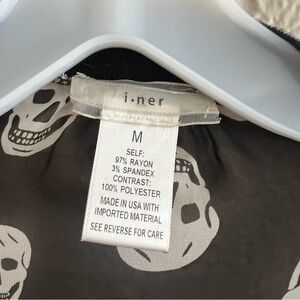 i.ner
M
SELF:
97% RAYON
3% SPANDEX
CONTRAST:
100% POLYESTER
MADE IN USA WITH
IMPORTED MATERIAL
SEE REVERSE FOR CARE